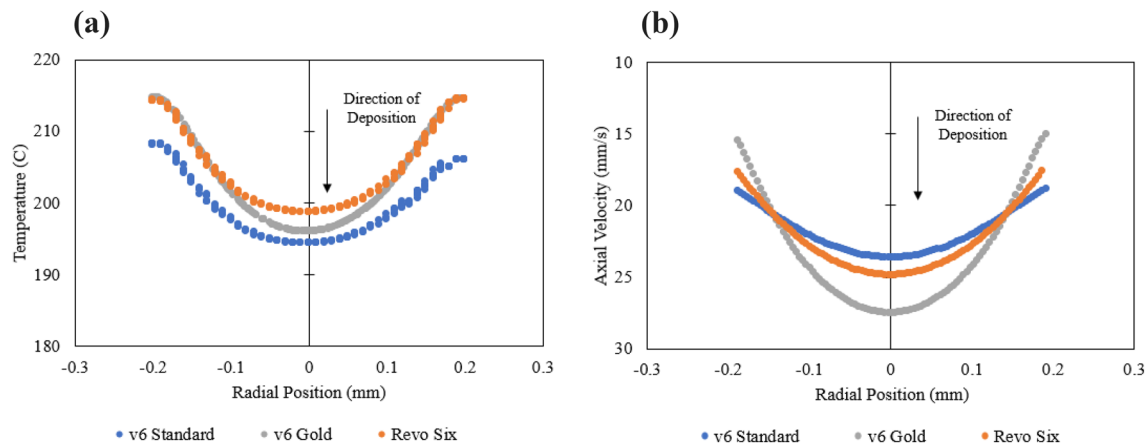 (a)
220
210
200
190
180
Temperature (C)
Direction of
Deposition
-0.3
-0.2
-0.1
0
0.1
0.2
0.3
Radial Position (mm)
v6 Standard
v6 Gold
Revo Six
(b)
10
15
20
25
30
Axial Velocity (mm/s)
Direction of
Deposition
-0.3
-0.2
-0.1
0
0.1
0.2
0.3
Radial Position (mm)
v6 Standard
v6 Gold
Revo Six